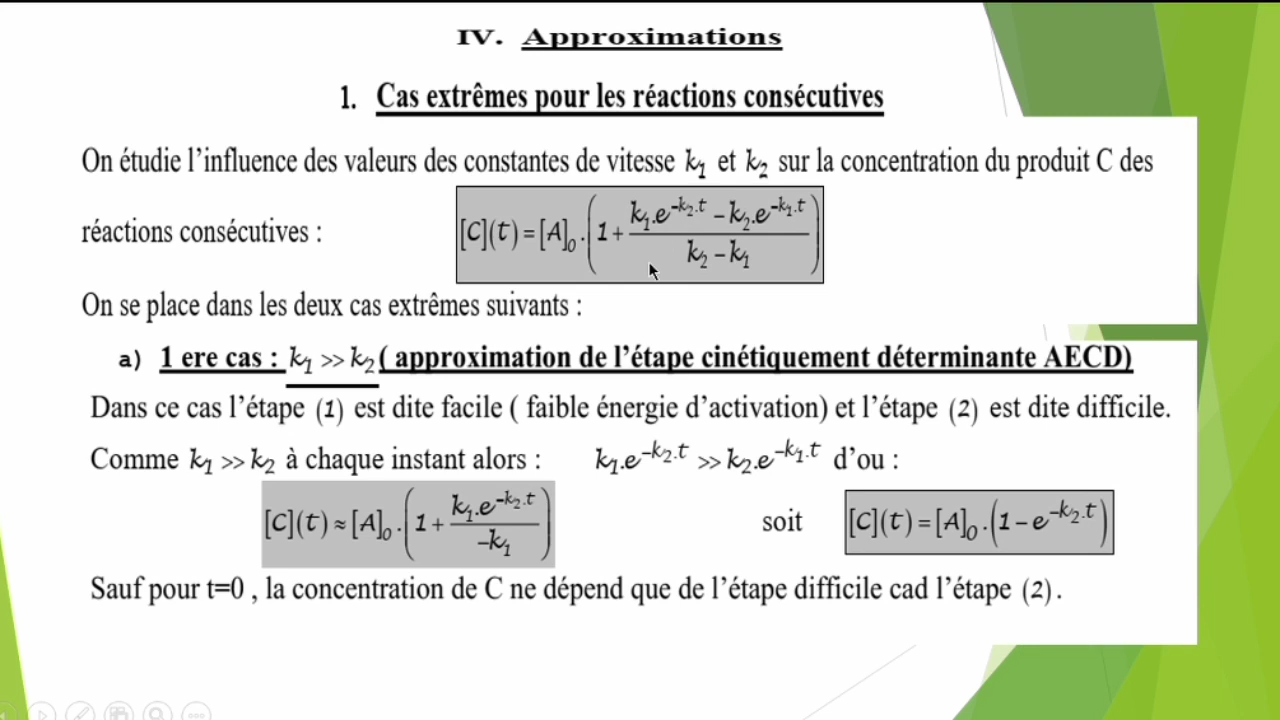 IV. Approximations
1. Cas extrêmes pour les réactions consécutives
On étudie l’influence des valeurs des constantes de vitesse k₁ et k₂ sur la concentration du produit C des
réactions consécutives : [C](t) = [A]₀.(1 + (k₁.e^(-k₂.t) - k₂.e^(-k₁.t))/(k₂ - k₁))
On se place dans les deux cas extrêmes suivants :
a) 1 ere cas : k₁ >> k₂ ( approximation de l’étape cinétiquement déterminante AECD)
Dans ce cas l’étape (1) est dite facile ( faible énergie d’activation) et l’étape (2) est dite difficile.
Comme k₁ >> k₂ à chaque instant alors : k₁.e^(-k₂.t) >> k₂.e^(-k₁.t) d’ou :
[C](t) ≈ [A]₀.(1 + (k₁.e^(-k₂.t))/(-k₁)) soit [C](t) = [A]₀.(1 - e^(-k₂.t))
Sauf pour t=0 , la concentration de C ne dépend que de l’étape difficile cad l’étape (2).